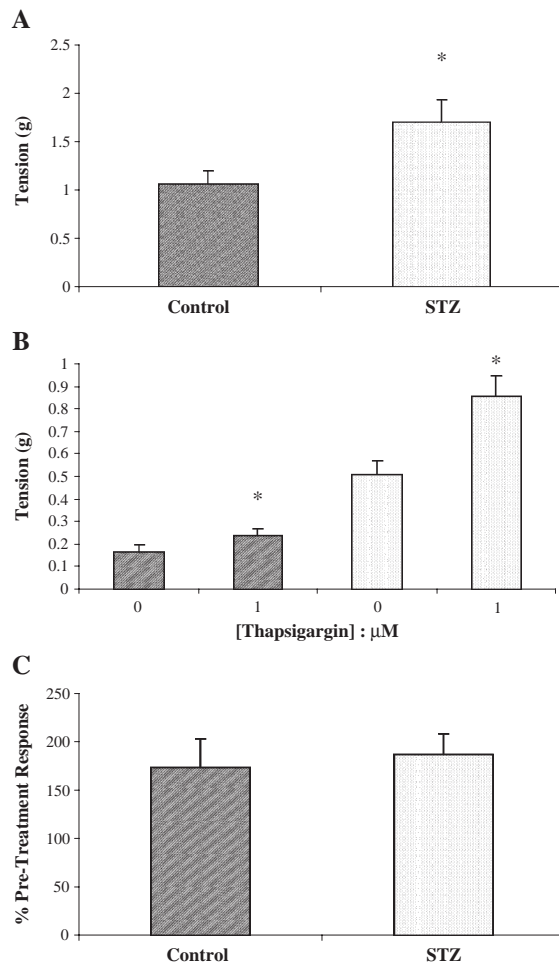 A
2.5
2
1.5
1
0.5
0
Tension (g)
*
Control STZ
B
1
0.9
0.8
0.7
0.6
0.5
0.4
0.3
0.2
0.1
0
Tension (g)
* *
0 1 0 1
[Thapsigargin] : μM
C
250
200
150
100
50
0
% Pre-Treatment Response
Control STZ